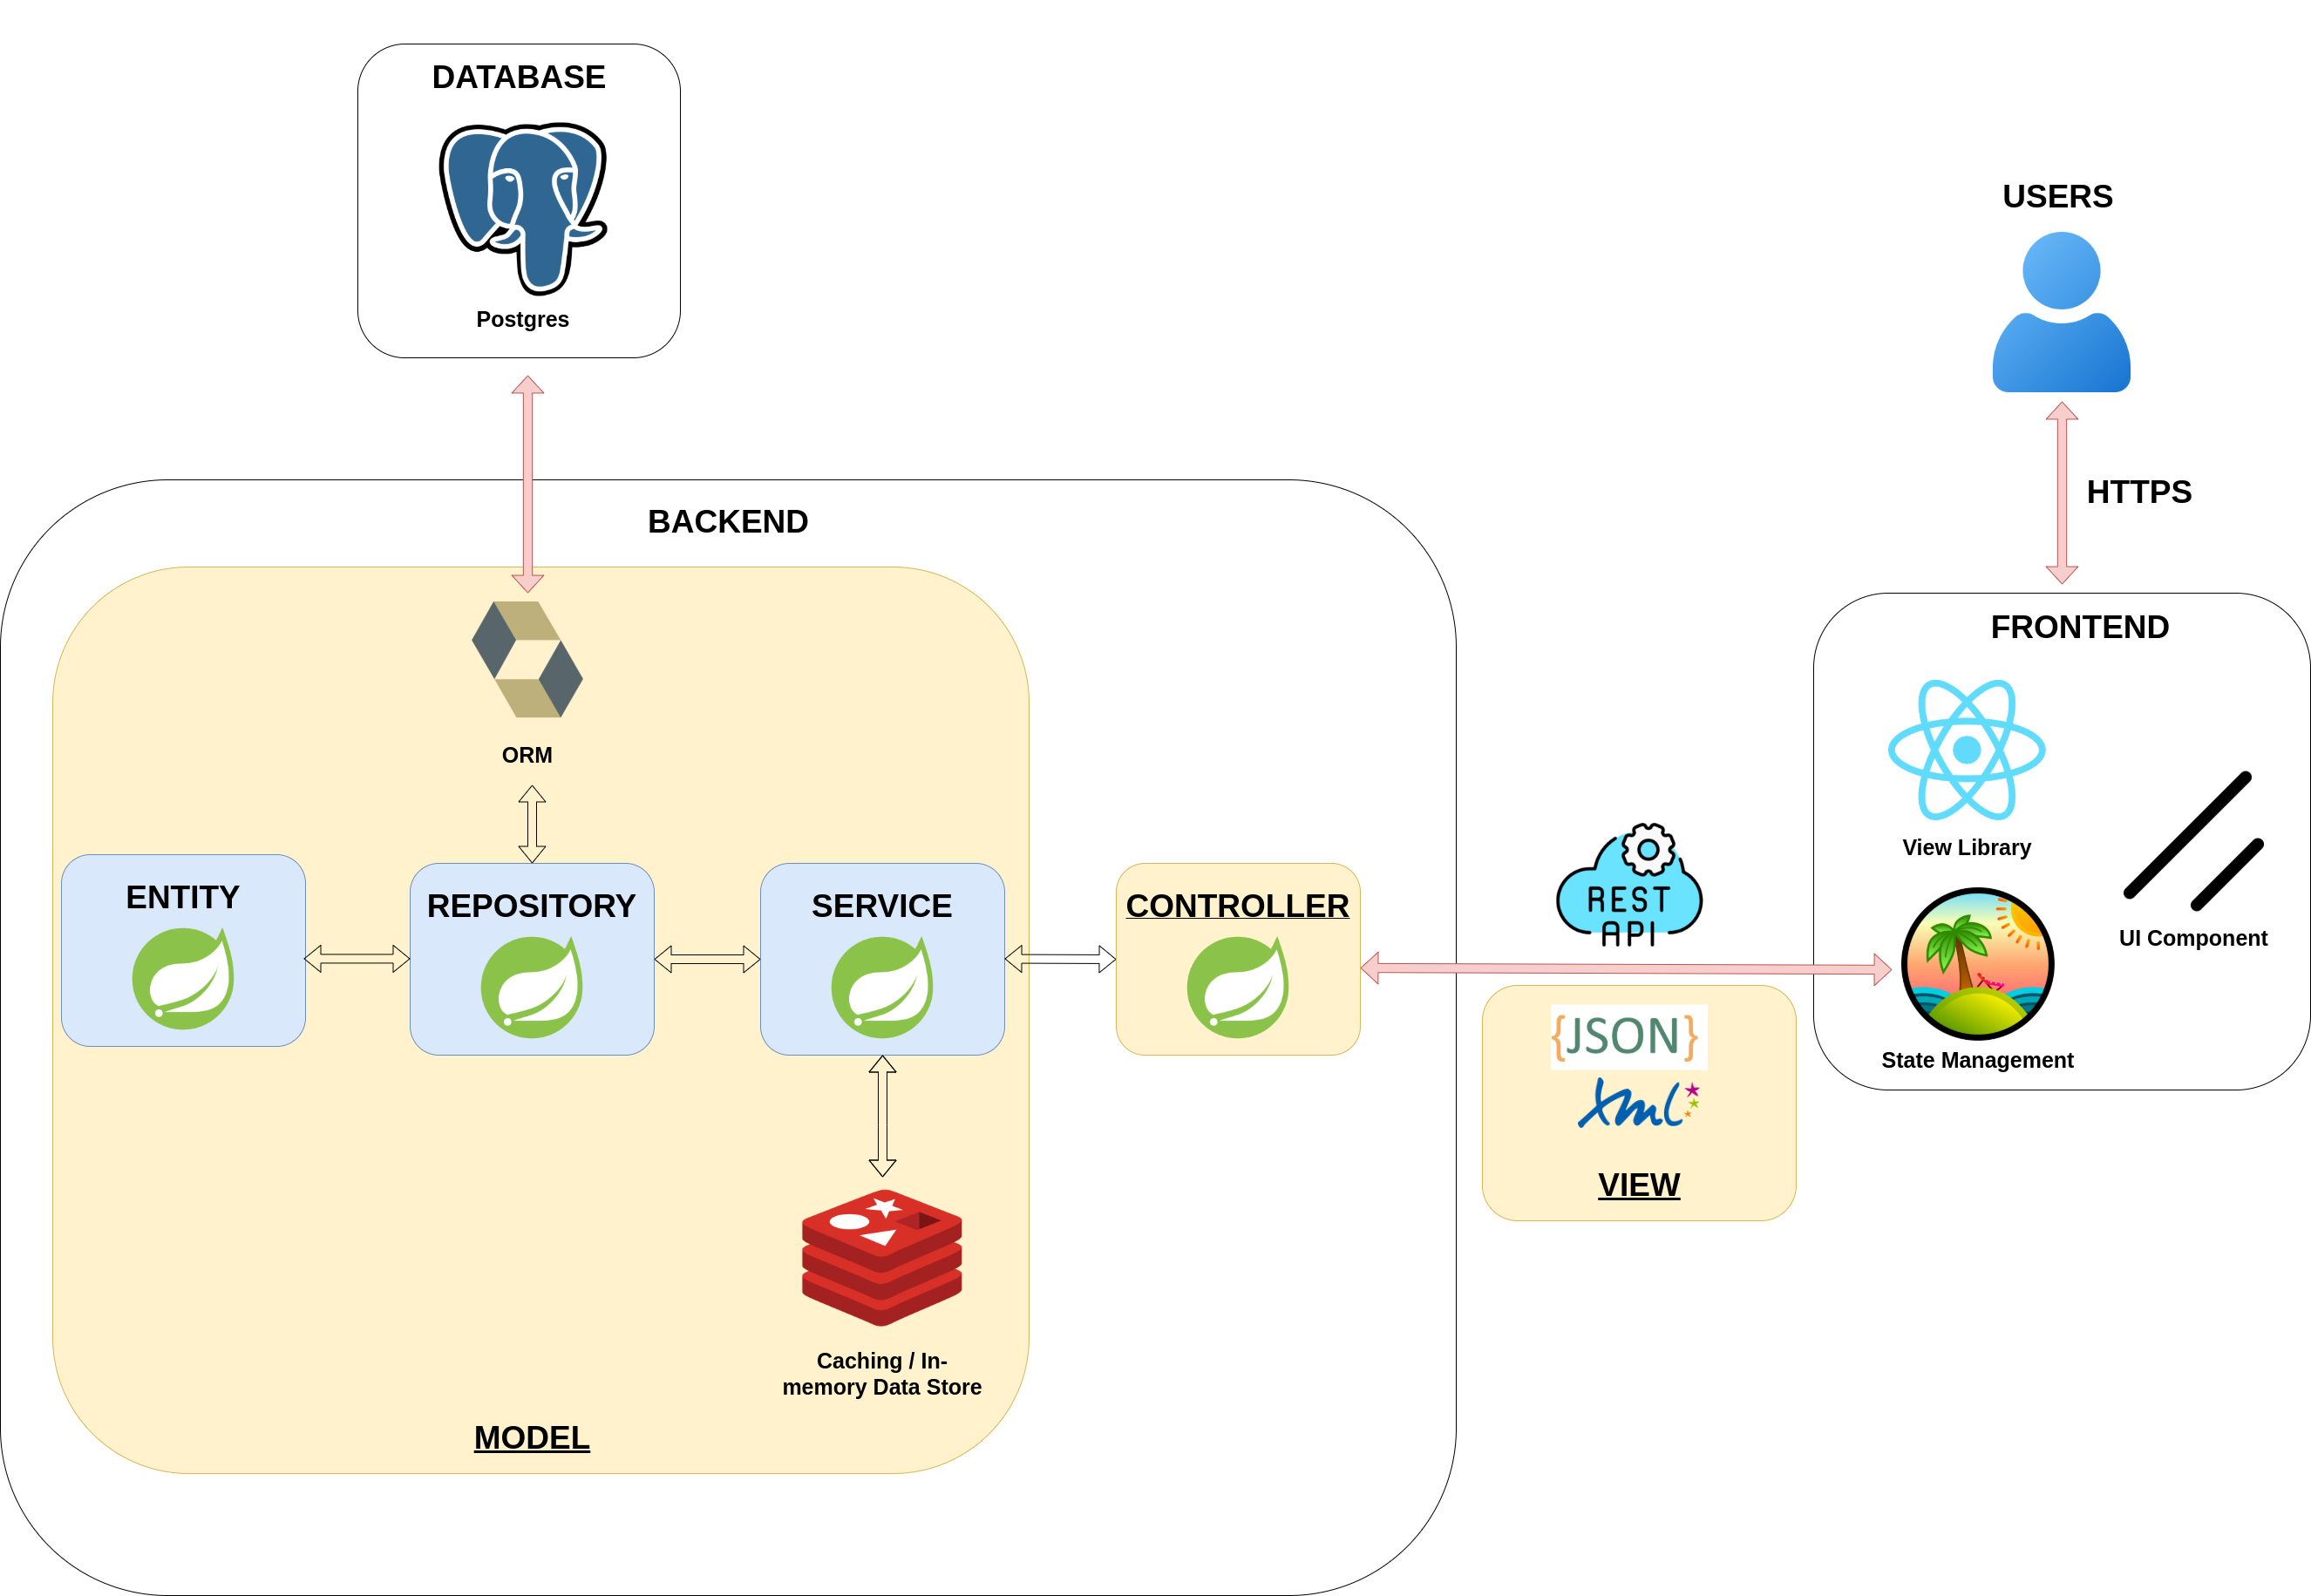 DATABASE
Postgres
USERS
HTTPS
BACKEND
ORM
ENTITY
REPOSITORY
SERVICE
CONTROLLER
Caching / In-
memory Data Store
MODEL
REST
API
{JSON}
XML
VIEW
FRONTEND
View Library
UI Component
State Management